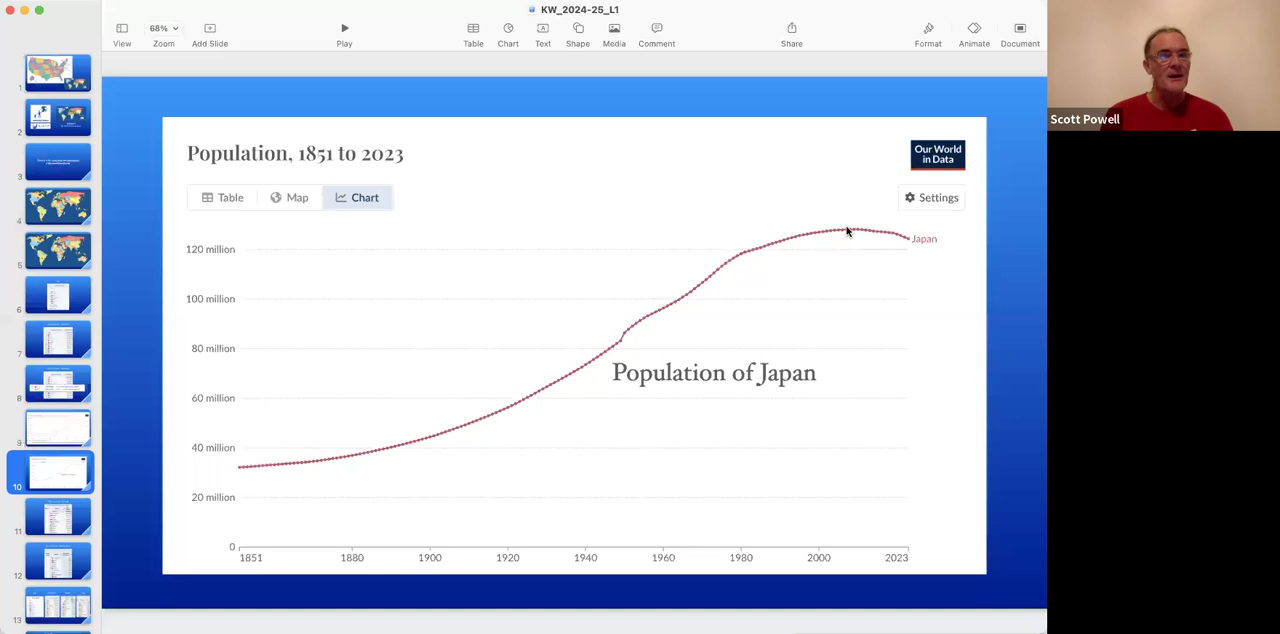 KW_2024-25_L1
68%
View
Zoom
Add Slide
Play
Table
Chart
Text
Shape
Media
Comment
Share
Format
Animate
Document
Scott Powell
Population, 1851 to 2023
Our World
in Data
Table
Map
Chart
Settings
120 million
100 million
80 million
60 million
40 million
20 million
0
Japan
Population of Japan
1851
1880
1900
1920
1940
1960
1980
2000
2023
1
2
3
4
5
6
7
8
9
10
11
12
13